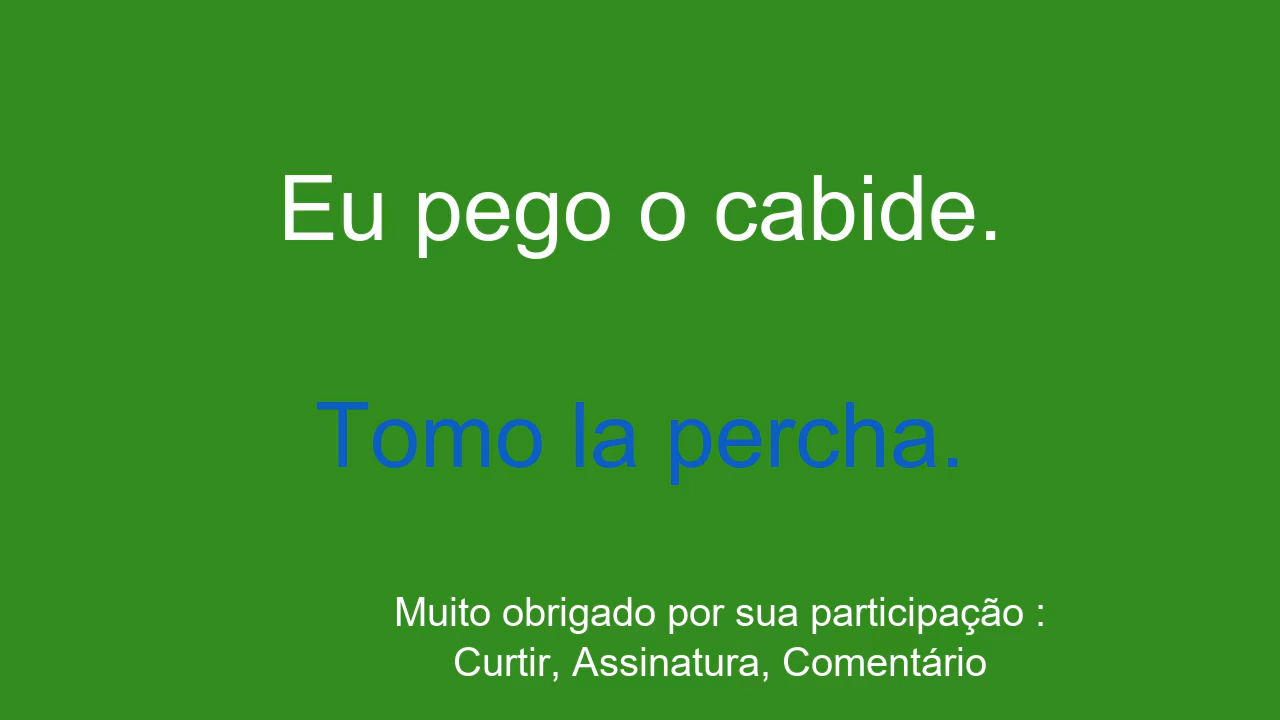 Eu pego o cabide.
Tomo la percha.
Muito obrigado por sua participação :
Curtir, Assinatura, Comentário